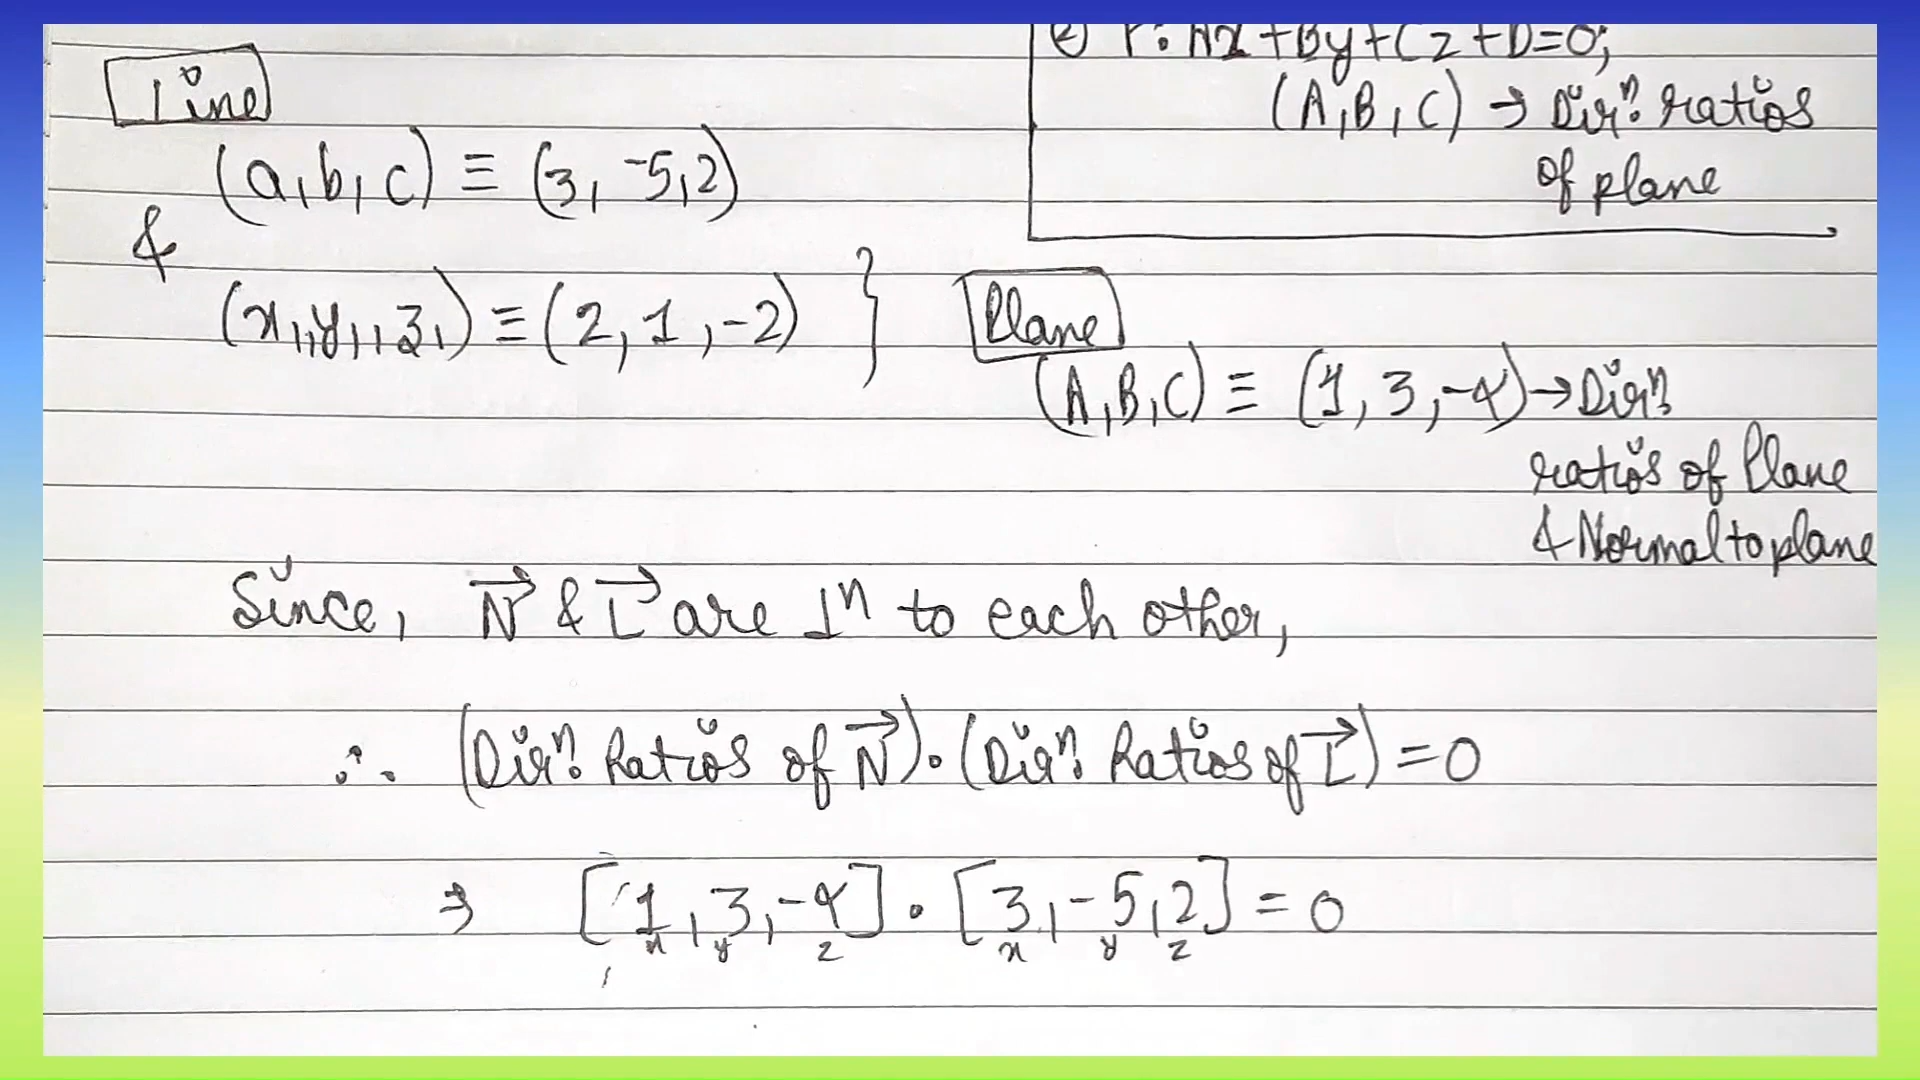 ② P: Ax+By+Cz+D=0;
(A,B,C) → Dirⁿ. ratios
of plane
Line
(a,b,c) ≡ (3, -5,2)
&
(x₁,y₁,z₁) ≡ (2, 1, -2) }
Plane
(A,B,C) ≡ (1, 3, -α) → Dirⁿ.
ratios of Plane
& Normal to plane
Since, N⃗ & L⃗ are ⊥ⁿ to each other,
∴ (Dirⁿ. Ratios of N⃗)·(Dirⁿ. Ratios of L⃗) = 0
⇒ [1, 3, -α] · [3, -5, 2] = 0
x y z x y z